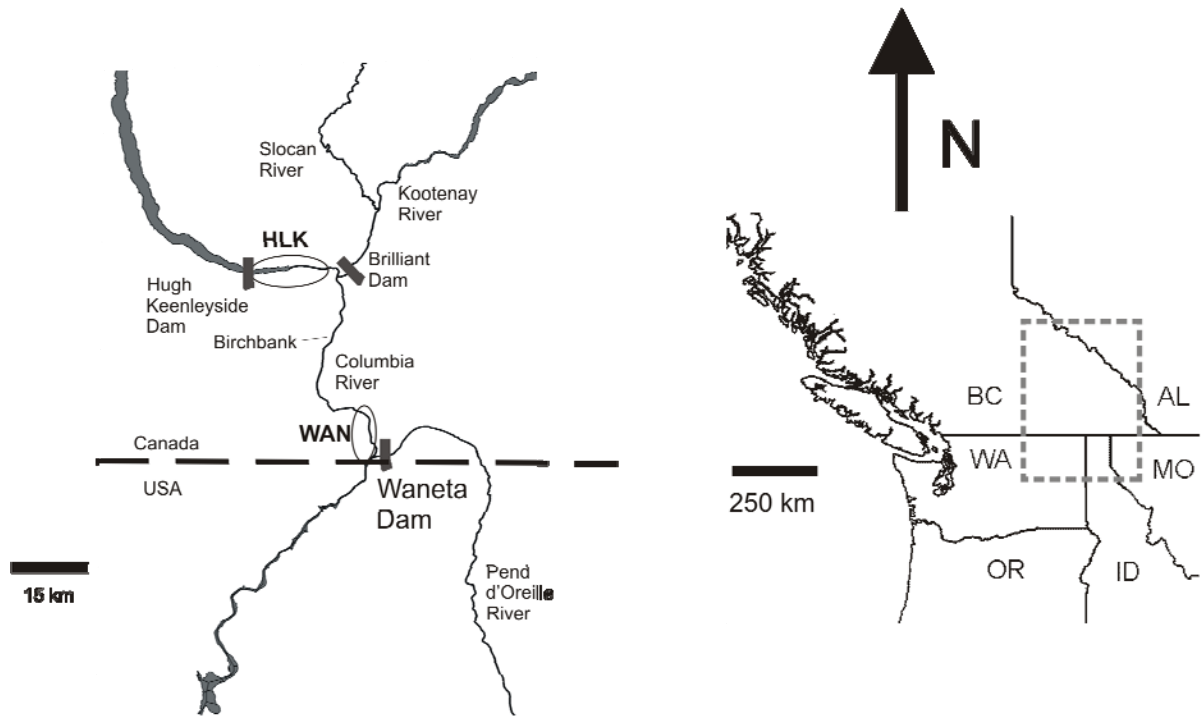 Slocan
River
Kootenay
River
HLK
Brilliant
Dam
Hugh
Keenleyside
Dam
Birchbank
Columbia
River
WAN
Canada
USA
Waneta
Dam
15 km
Pend
d'Oreille
River
N
BC
AL
WA
MO
250 km
OR
ID